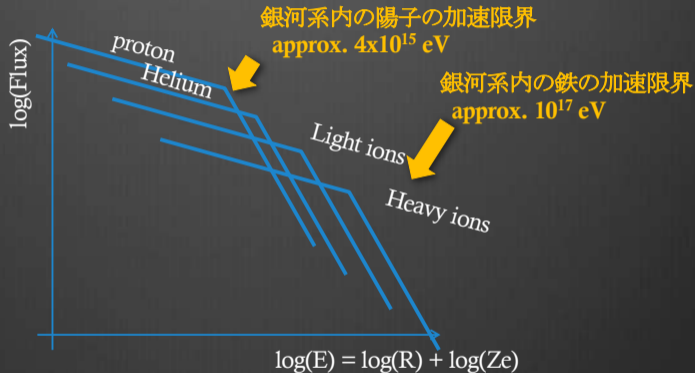 銀河系内の陽子の加速限界
approx. 4x10¹⁵ eV
銀河系内の鉄の加速限界
approx. 10¹⁷ eV
log(Flux)
proton
Helium
Light ions
Heavy ions
log(E) = log(R) + log(Ze)